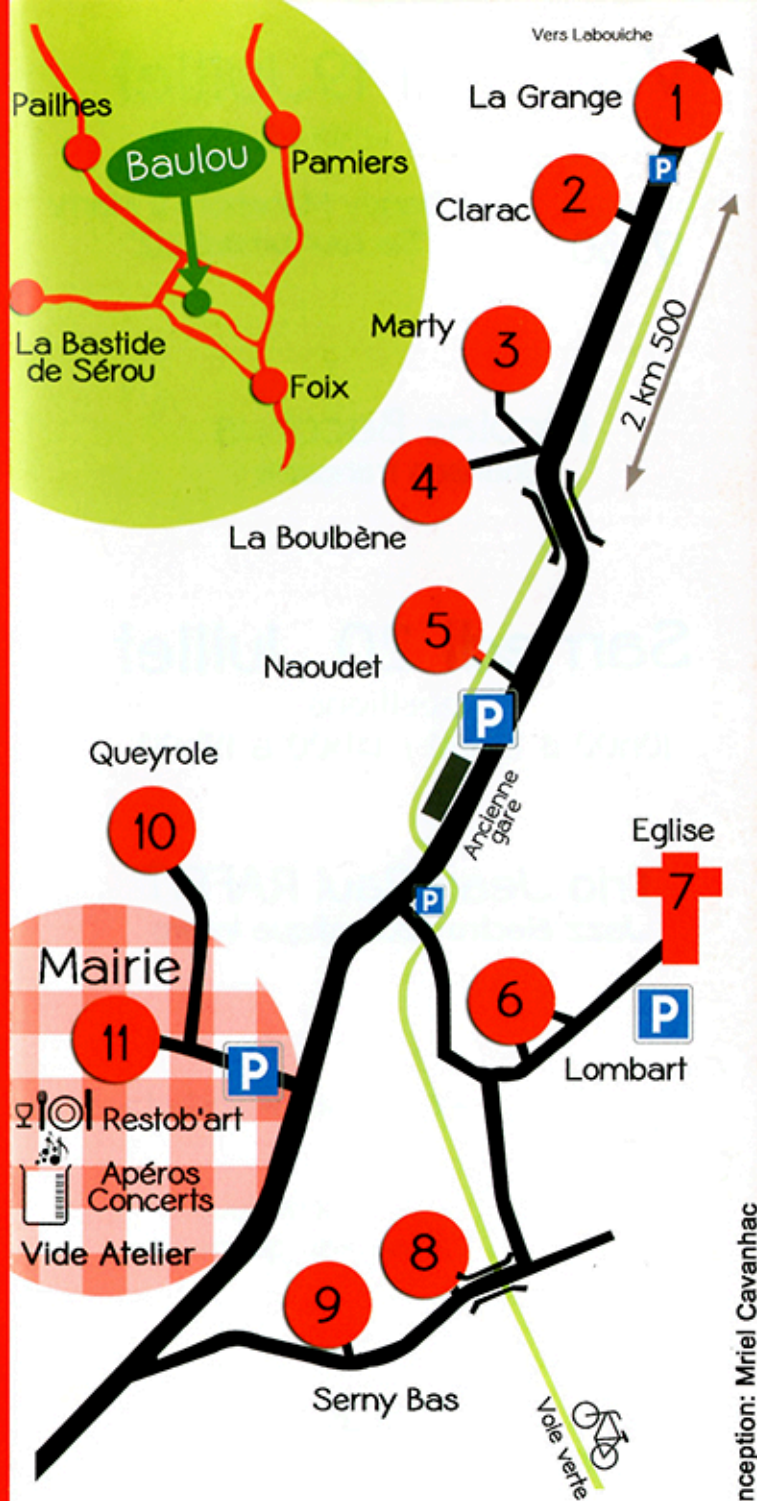 Pailhes
Baulou
Pamiers
La Bastide
de Sérou
Foix
Vers Labouiche
La Grange
1
P
Clarac
2
Marty
3
2 km 500
4
La Boulbène
5
Naoudet
P
Ancienne
gare
Queyrole
10
Eglise
7
P
Mairie
11
P
6
P
Lombart
Restob'art
Apéros
Concerts
Vide Atelier
8
9
Serny Bas
Voie verte
nception: Mriel Cavanhac